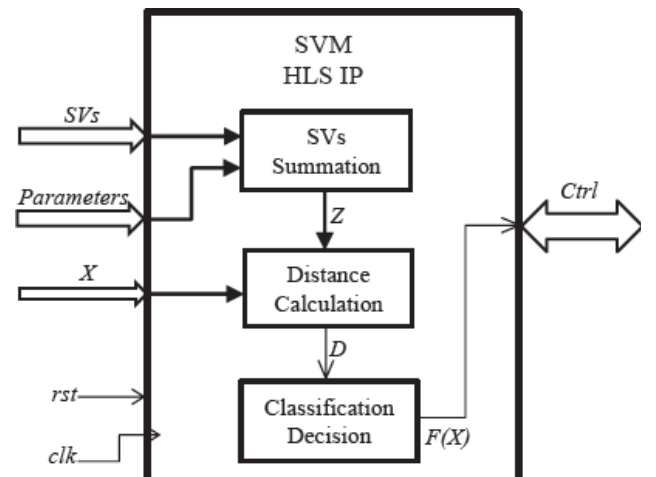 SVM
HLS IP
SVs
SVs
Summation
Parameters
Ctrl
Z
X
Distance
Calculation
D
rst
Classification
Decision
F(X)
clk